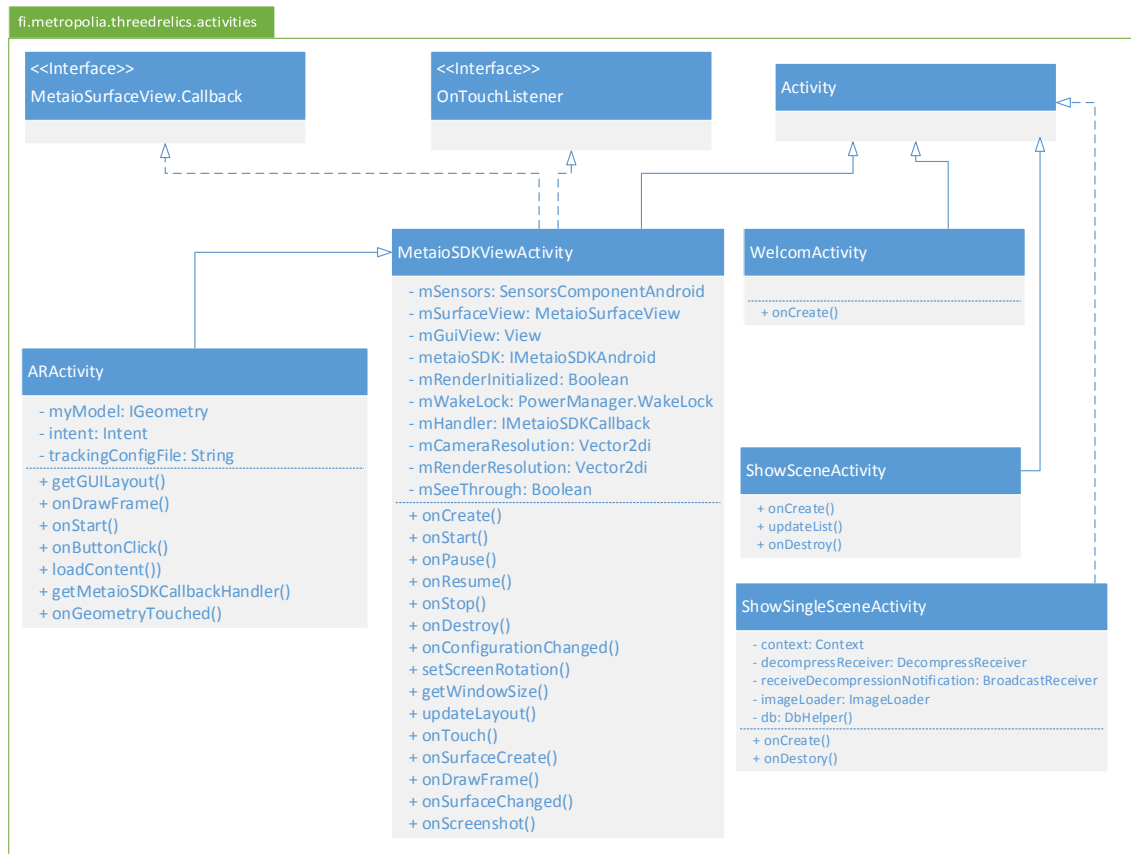 fi.metropolia.threedrelics.activities
<<Interface>>
MetaioSurfaceView.Callback
<<Interface>>
OnTouchListener
Activity
MetaioSDKViewActivity
- mSensors: SensorsComponentAndroid
- mSurfaceView: MetaioSurfaceView
- mGuiView: View
- metaioSDK: IMetaioSDKAndroid
- mRenderInitialized: Boolean
- mWakeLock: PowerManager.WakeLock
- mHandler: IMetaioSDKCallback
- mCameraResolution: Vector2di
- mRenderResolution: Vector2di
- mSeeThrough: Boolean
+ onCreate()
+ onStart()
+ onPause()
+ onResume()
+ onStop()
+ onDestroy()
+ onConfigurationChanged()
+ setScreenRotation()
+ getWindowSize()
+ updateLayout()
+ onTouch()
+ onSurfaceCreate()
+ onDrawFrame()
+ onSurfaceChanged()
+ onScreenshot()
WelcomActivity
+ onCreate()
ARActivity
- myModel: IGeometry
- intent: Intent
- trackingConfigFile: String
+ getGUILayout()
+ onDrawFrame()
+ onStart()
+ onButtonClick()
+ loadContent())
+ getMetaioSDKCallbackHandler()
+ onGeometryTouched()
ShowSceneActivity
+ onCreate()
+ updateList()
+ onDestroy()
ShowSingleSceneActivity
- context: Context
- decompressReceiver: DecompressReceiver
- receiveDecompressionNotification: BroadcastReceiver
- imageLoader: ImageLoader
- db: DbHelper()
+ onCreate()
+ onDestory()